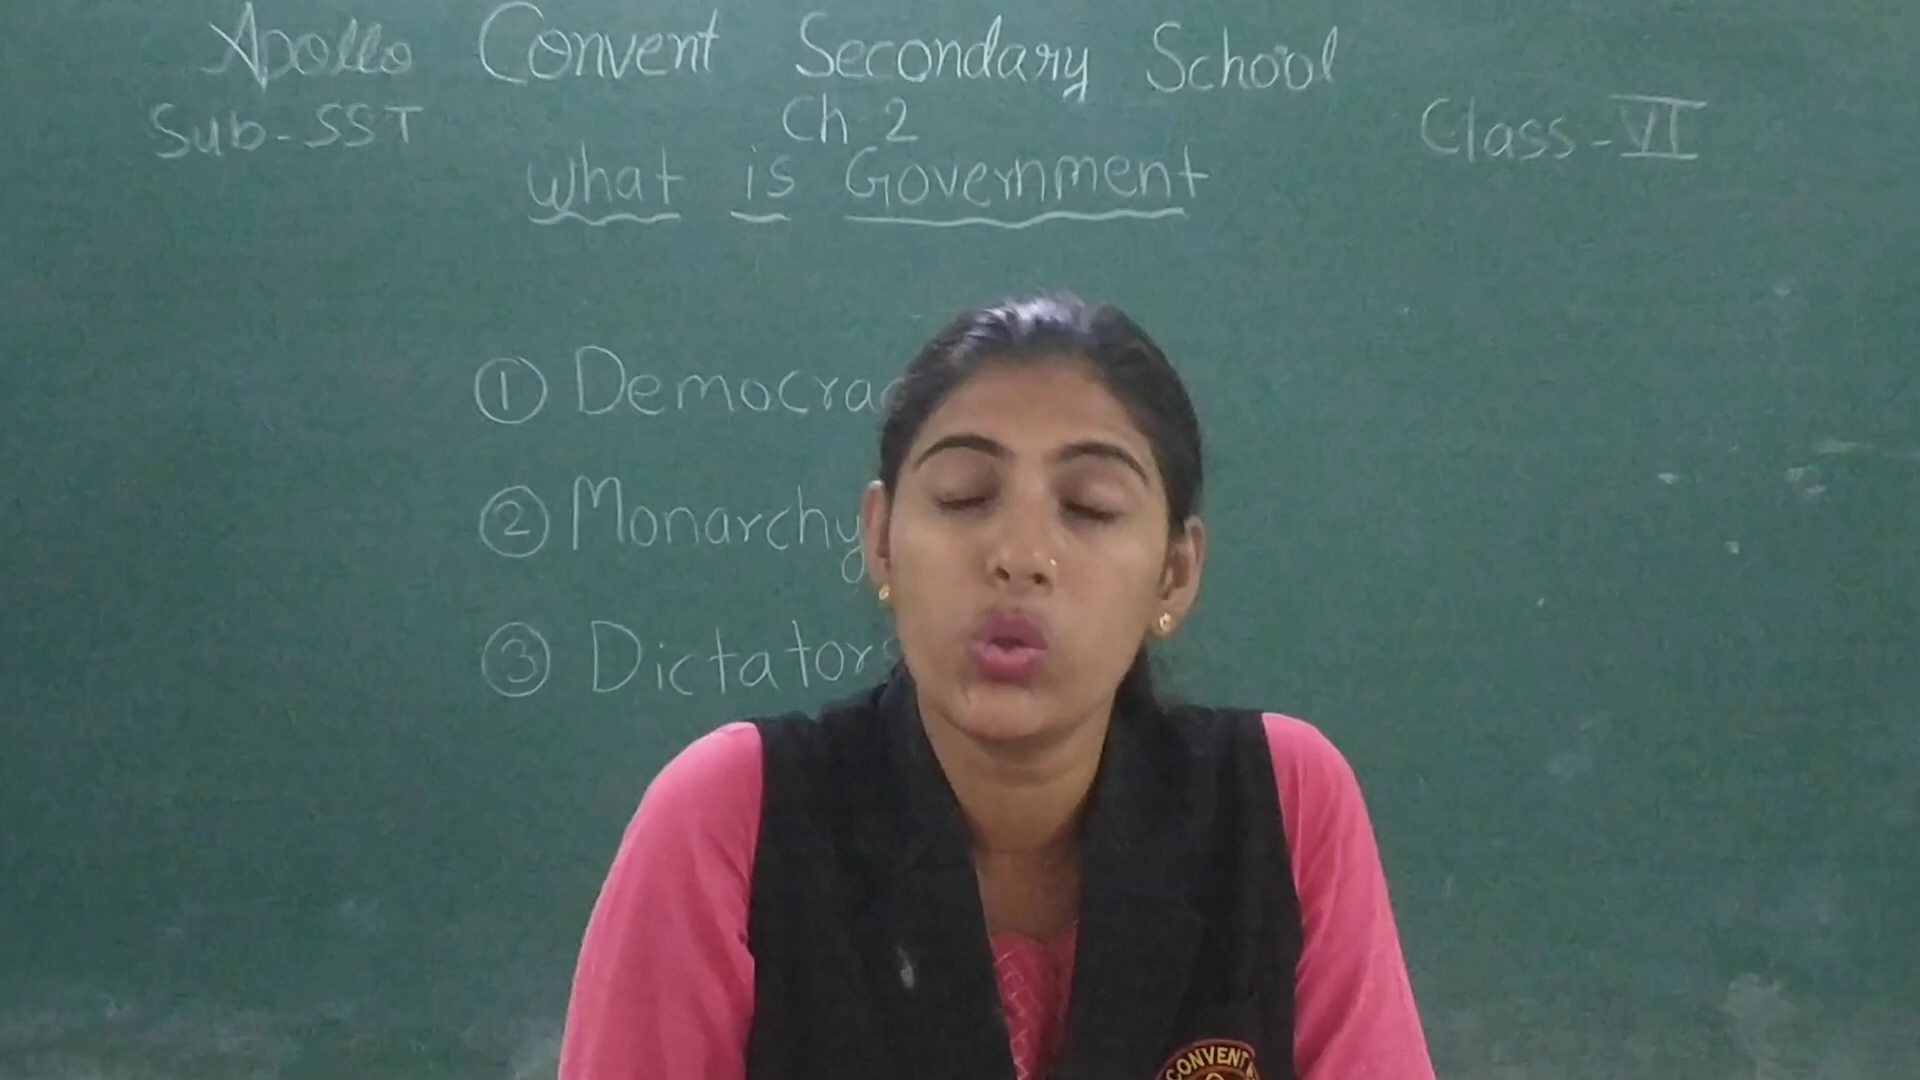 Apollo Convent Secondary School
Sub-SST Ch 2 Class-VI
What is Government
① Democrac
② Monarchy
③ Dictators
CONVENT